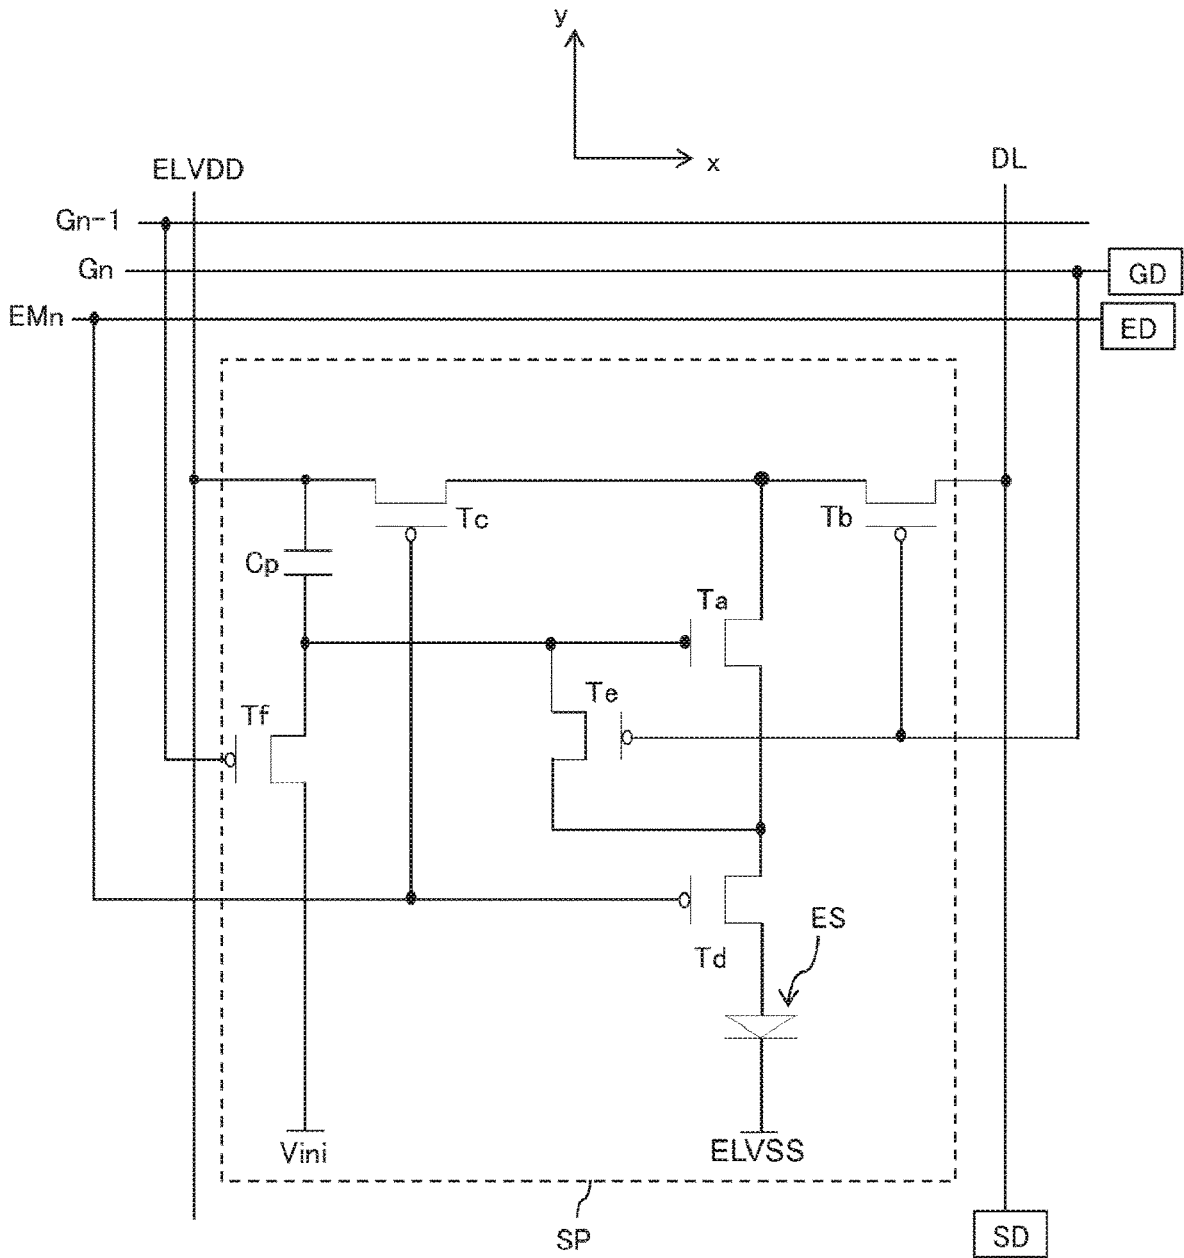 y
x
ELVDD
DL
Gn-1
Gn
GD
EMn
ED
Tc
Tb
Cp
Ta
Te
Tf
ES
Td
Vini
ELVSS
SP
SD